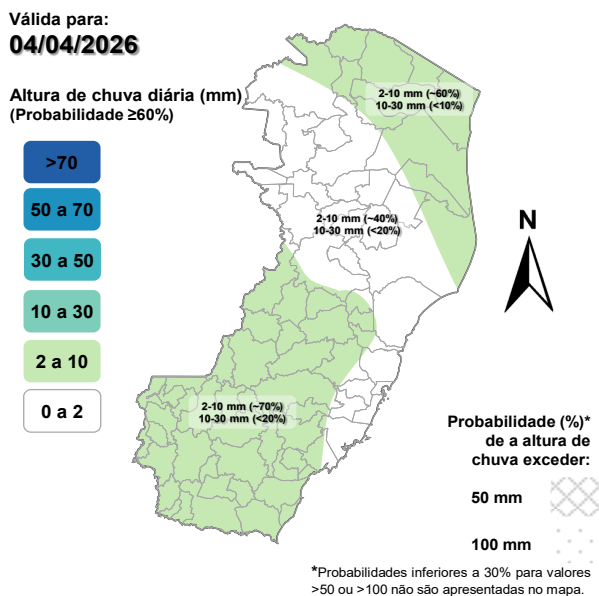 Válida para:
04/04/2026
Altura de chuva diária (mm)
(Probabilidade ≥60%)
>70
50 a 70
30 a 50
10 a 30
2 a 10
0 a 2
2-10 mm (~60%)
10-30 mm (<10%)
2-10 mm (~40%)
10-30 mm (<20%)
2-10 mm (~70%)
10-30 mm (<20%)
N
Probabilidade (%)*
de a altura de
chuva exceder:
50 mm
100 mm
*Probabilidades inferiores a 30% para valores
>50 ou >100 não são apresentadas no mapa.